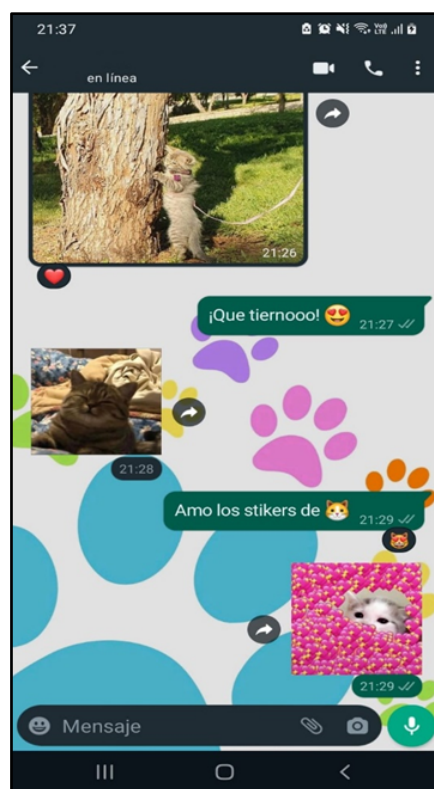 21:37
en línea
21:26
¡Que tiernooo! 😍 21:27
21:28
Amo los stikers de 🐱 21:29
21:29
Mensaje